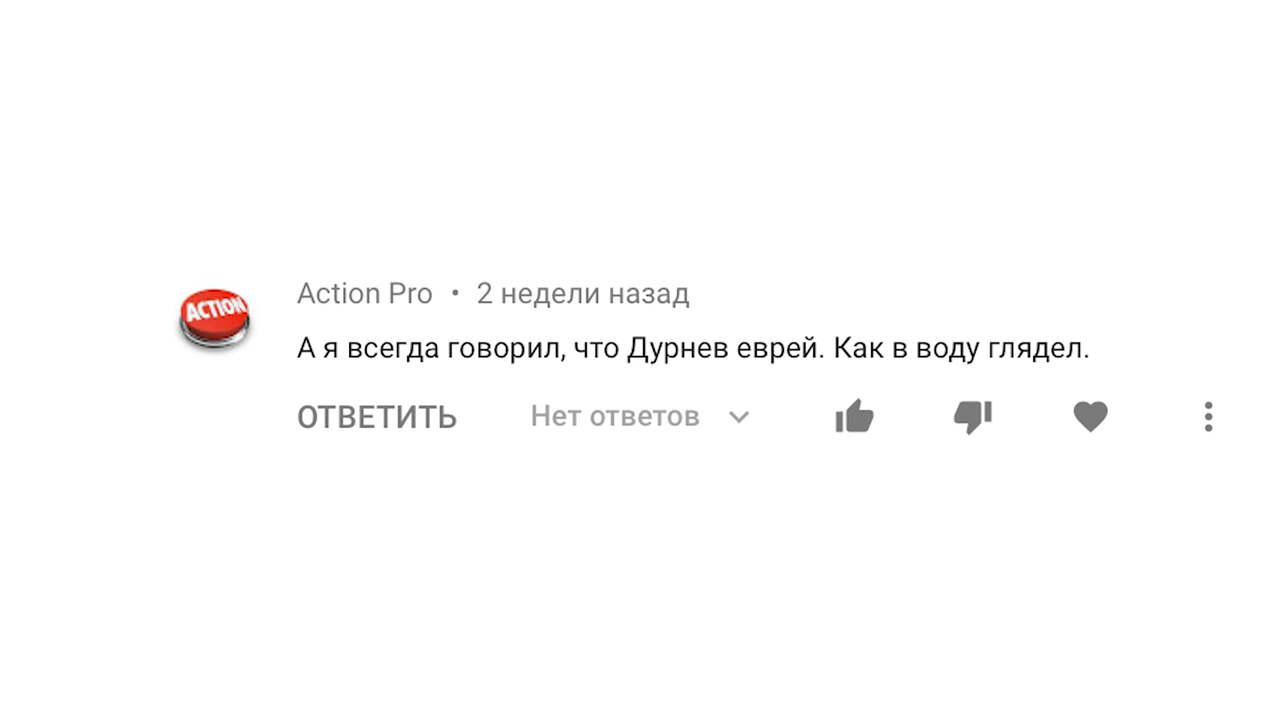 ACTION
Action Pro • 2 недели назад
А я всегда говорил, что Дурнев еврей. Как в воду глядел.
ОТВЕТИТЬ Нет ответов